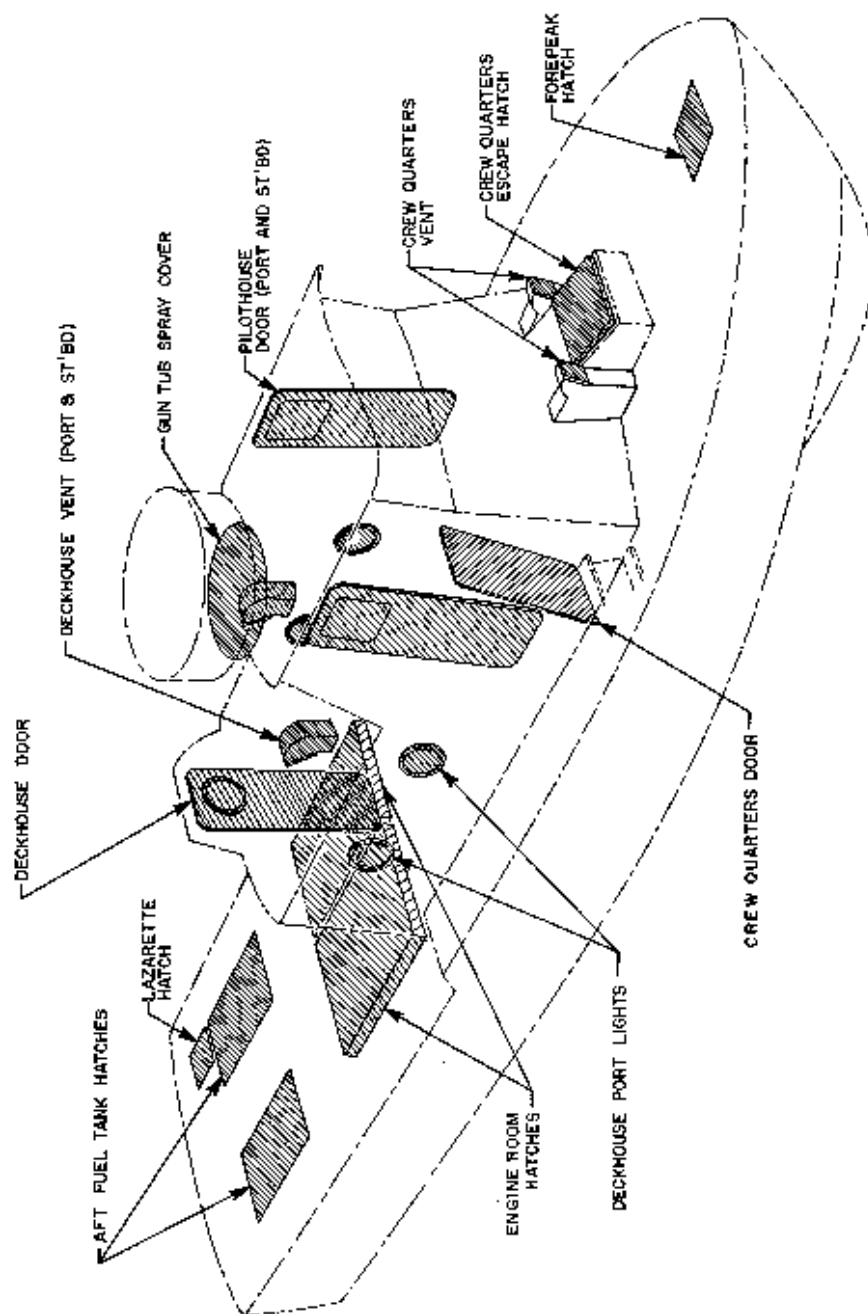 DECKHOUSE DOOR
DECKHOUSE VENT (PORT & ST'BD)
GUN TUB SPRAY COVER
PILOTHOUSE
DOOR (PORT AND ST'BD)
CREW QUARTERS
VENT
CREW QUARTERS
ESCAPE HATCH
FOREPEAK
HATCH
AFT FUEL TANK HATCHES
LAZARETTE
HATCH
ENGINE ROOM
HATCHES
DECKHOUSE PORT LIGHTS
CREW QUARTERS DOOR